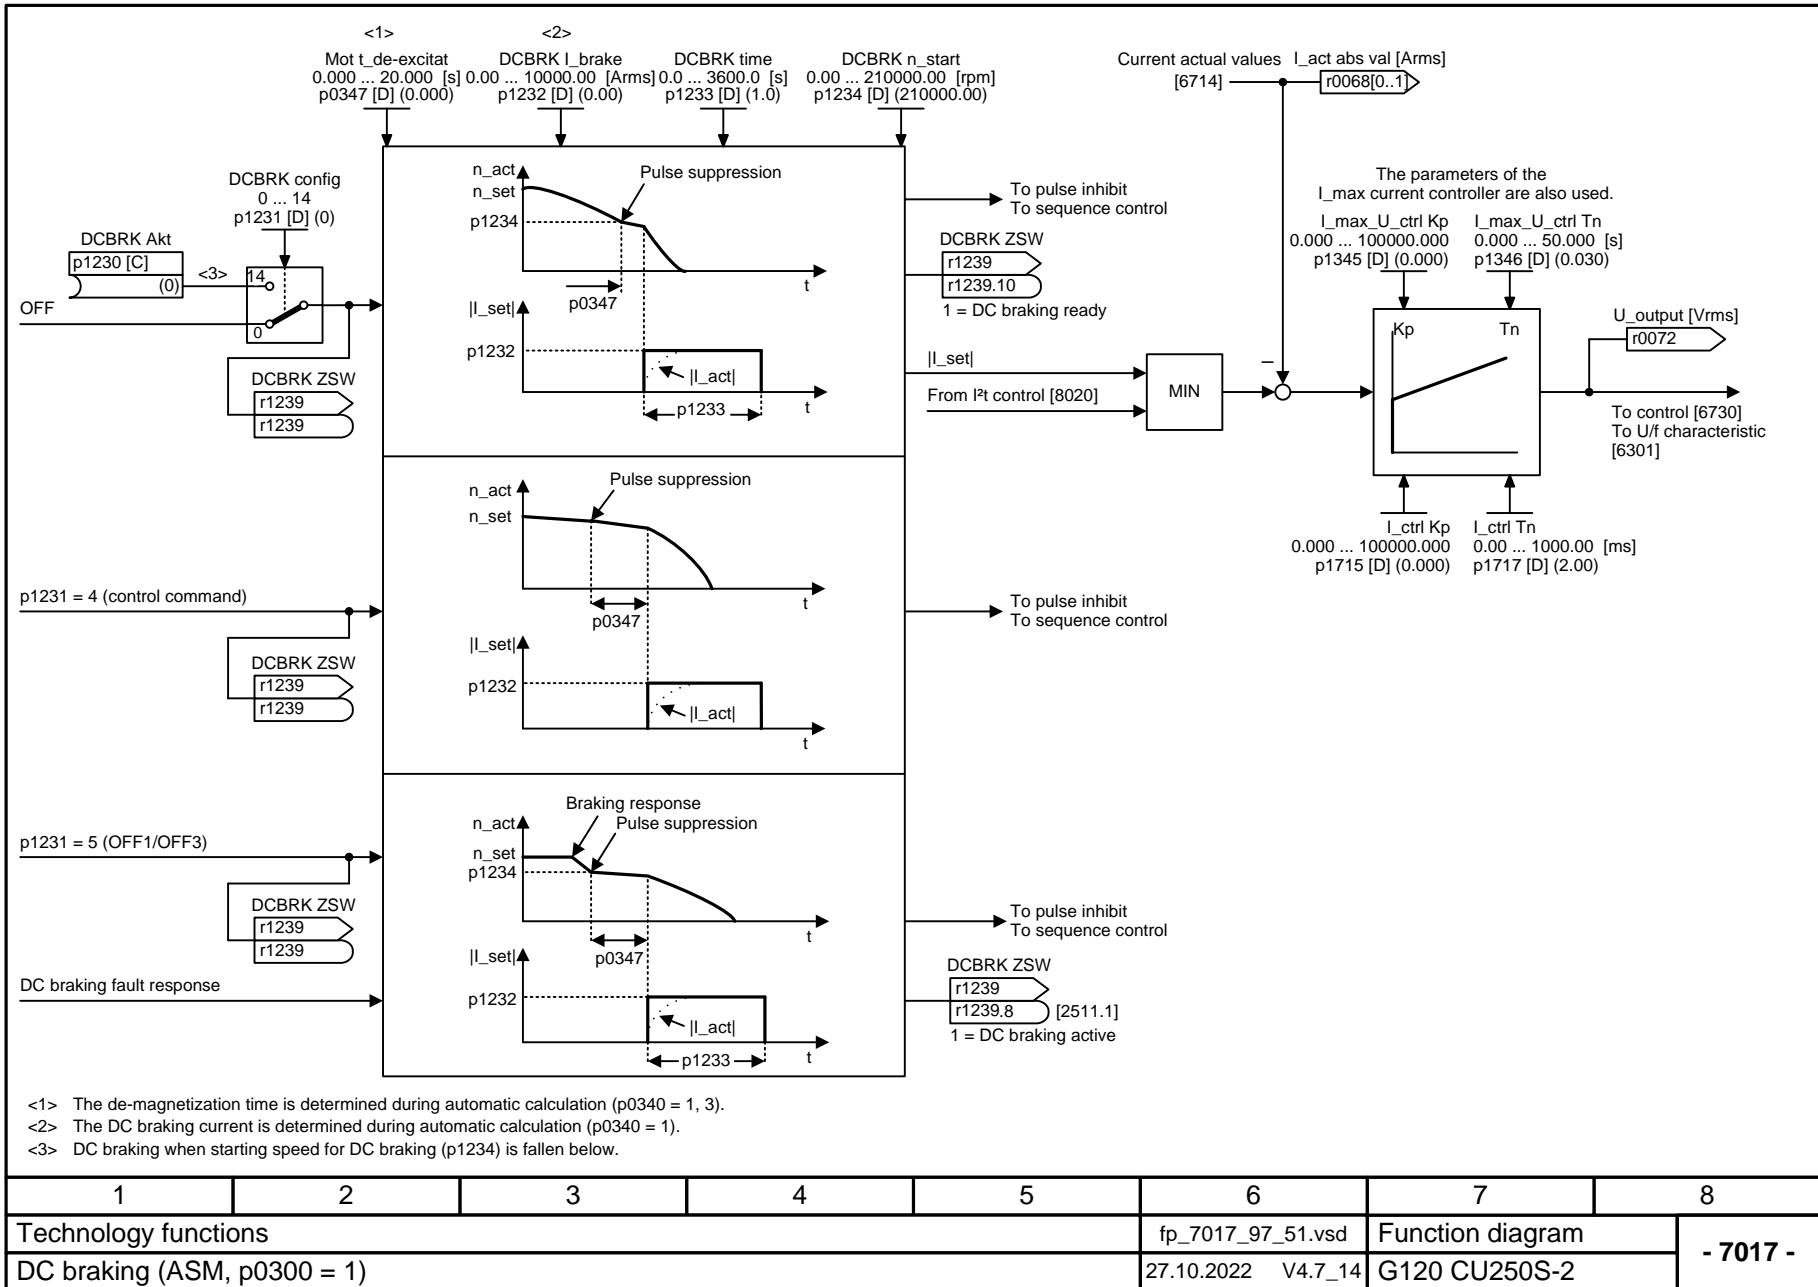 <1>
Mot t_de-excitat
0.000 ... 20.000 [s]
p0347 [D] (0.000)
<2>
DCBRK I_brake
0.00 ... 10000.00 [Arms]
p1232 [D] (0.00)
DCBRK time
0.0 ... 3600.0 [s]
p1233 [D] (1.0)
DCBRK n_start
0.00 ... 210000.00 [rpm]
p1234 [D] (210000.00)
Current actual values
[6714]
I_act abs val [Arms]
r0068[0..1]
DCBRK config
0 ... 14
p1231 [D] (0)
DCBRK Akt
p1230 [C]
(0)
<3>
14
0
OFF
DCBRK ZSW
r1239
r1239
n_act
n_set
p1234
Pulse suppression
t
p0347
|I_set|
p1232
|I_act|
p1233
t
To pulse inhibit
To sequence control
DCBRK ZSW
r1239
r1239.10
1 = DC braking ready
|I_set|
From I²t control [8020]
MIN
–
The parameters of the
I_max current controller are also used.
I_max_U_ctrl Kp
0.000 ... 100000.000
p1345 [D] (0.000)
I_max_U_ctrl Tn
0.000 ... 50.000 [s]
p1346 [D] (0.030)
Kp
Tn
U_output [Vrms]
r0072
To control [6730]
To U/f characteristic
[6301]
I_ctrl Kp
0.000 ... 100000.000
p1715 [D] (0.000)
I_ctrl Tn
0.00 ... 1000.00 [ms]
p1717 [D] (2.00)
p1231 = 4 (control command)
DCBRK ZSW
r1239
r1239
n_act
n_set
Pulse suppression
t
p0347
|I_set|
p1232
|I_act|
t
To pulse inhibit
To sequence control
p1231 = 5 (OFF1/OFF3)
DCBRK ZSW
r1239
r1239
DC braking fault response
Braking response
Pulse suppression
n_act
n_set
p1234
t
p0347
|I_set|
p1232
|I_act|
p1233
t
To pulse inhibit
To sequence control
DCBRK ZSW
r1239
r1239.8
[2511.1]
1 = DC braking active
<1> The de-magnetization time is determined during automatic calculation (p0340 = 1, 3).
<2> The DC braking current is determined during automatic calculation (p0340 = 1).
<3> DC braking when starting speed for DC braking (p1234) is fallen below.
1 2 3 4 5 6 7 8
Technology functions
fp_7017_97_51.vsd
Function diagram
- 7017 -
DC braking (ASM, p0300 = 1)
27.10.2022 V4.7_14
G120 CU250S-2